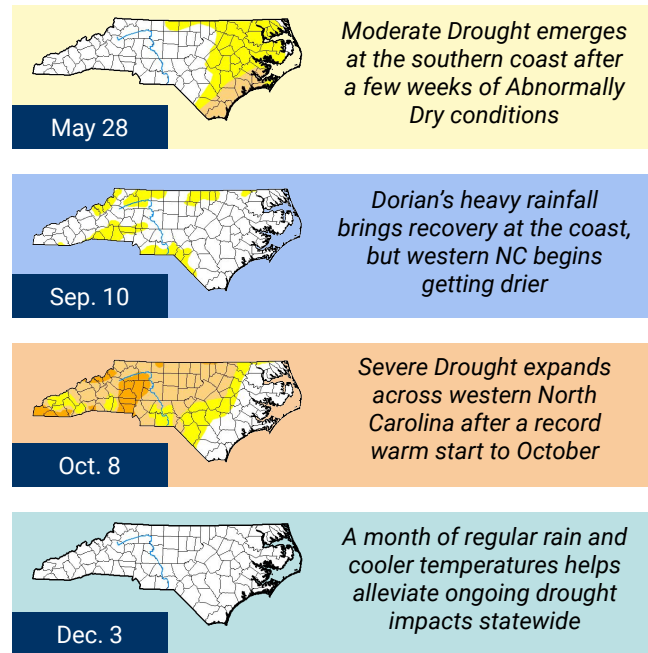 Moderate Drought emerges
at the southern coast after
a few weeks of Abnormally
Dry conditions
May 28
Dorian's heavy rainfall
brings recovery at the coast,
but western NC begins
getting drier
Sep. 10
Severe Drought expands
across western North
Carolina after a record
warm start to October
Oct. 8
A month of regular rain and
cooler temperatures helps
alleviate ongoing drought
impacts statewide
Dec. 3